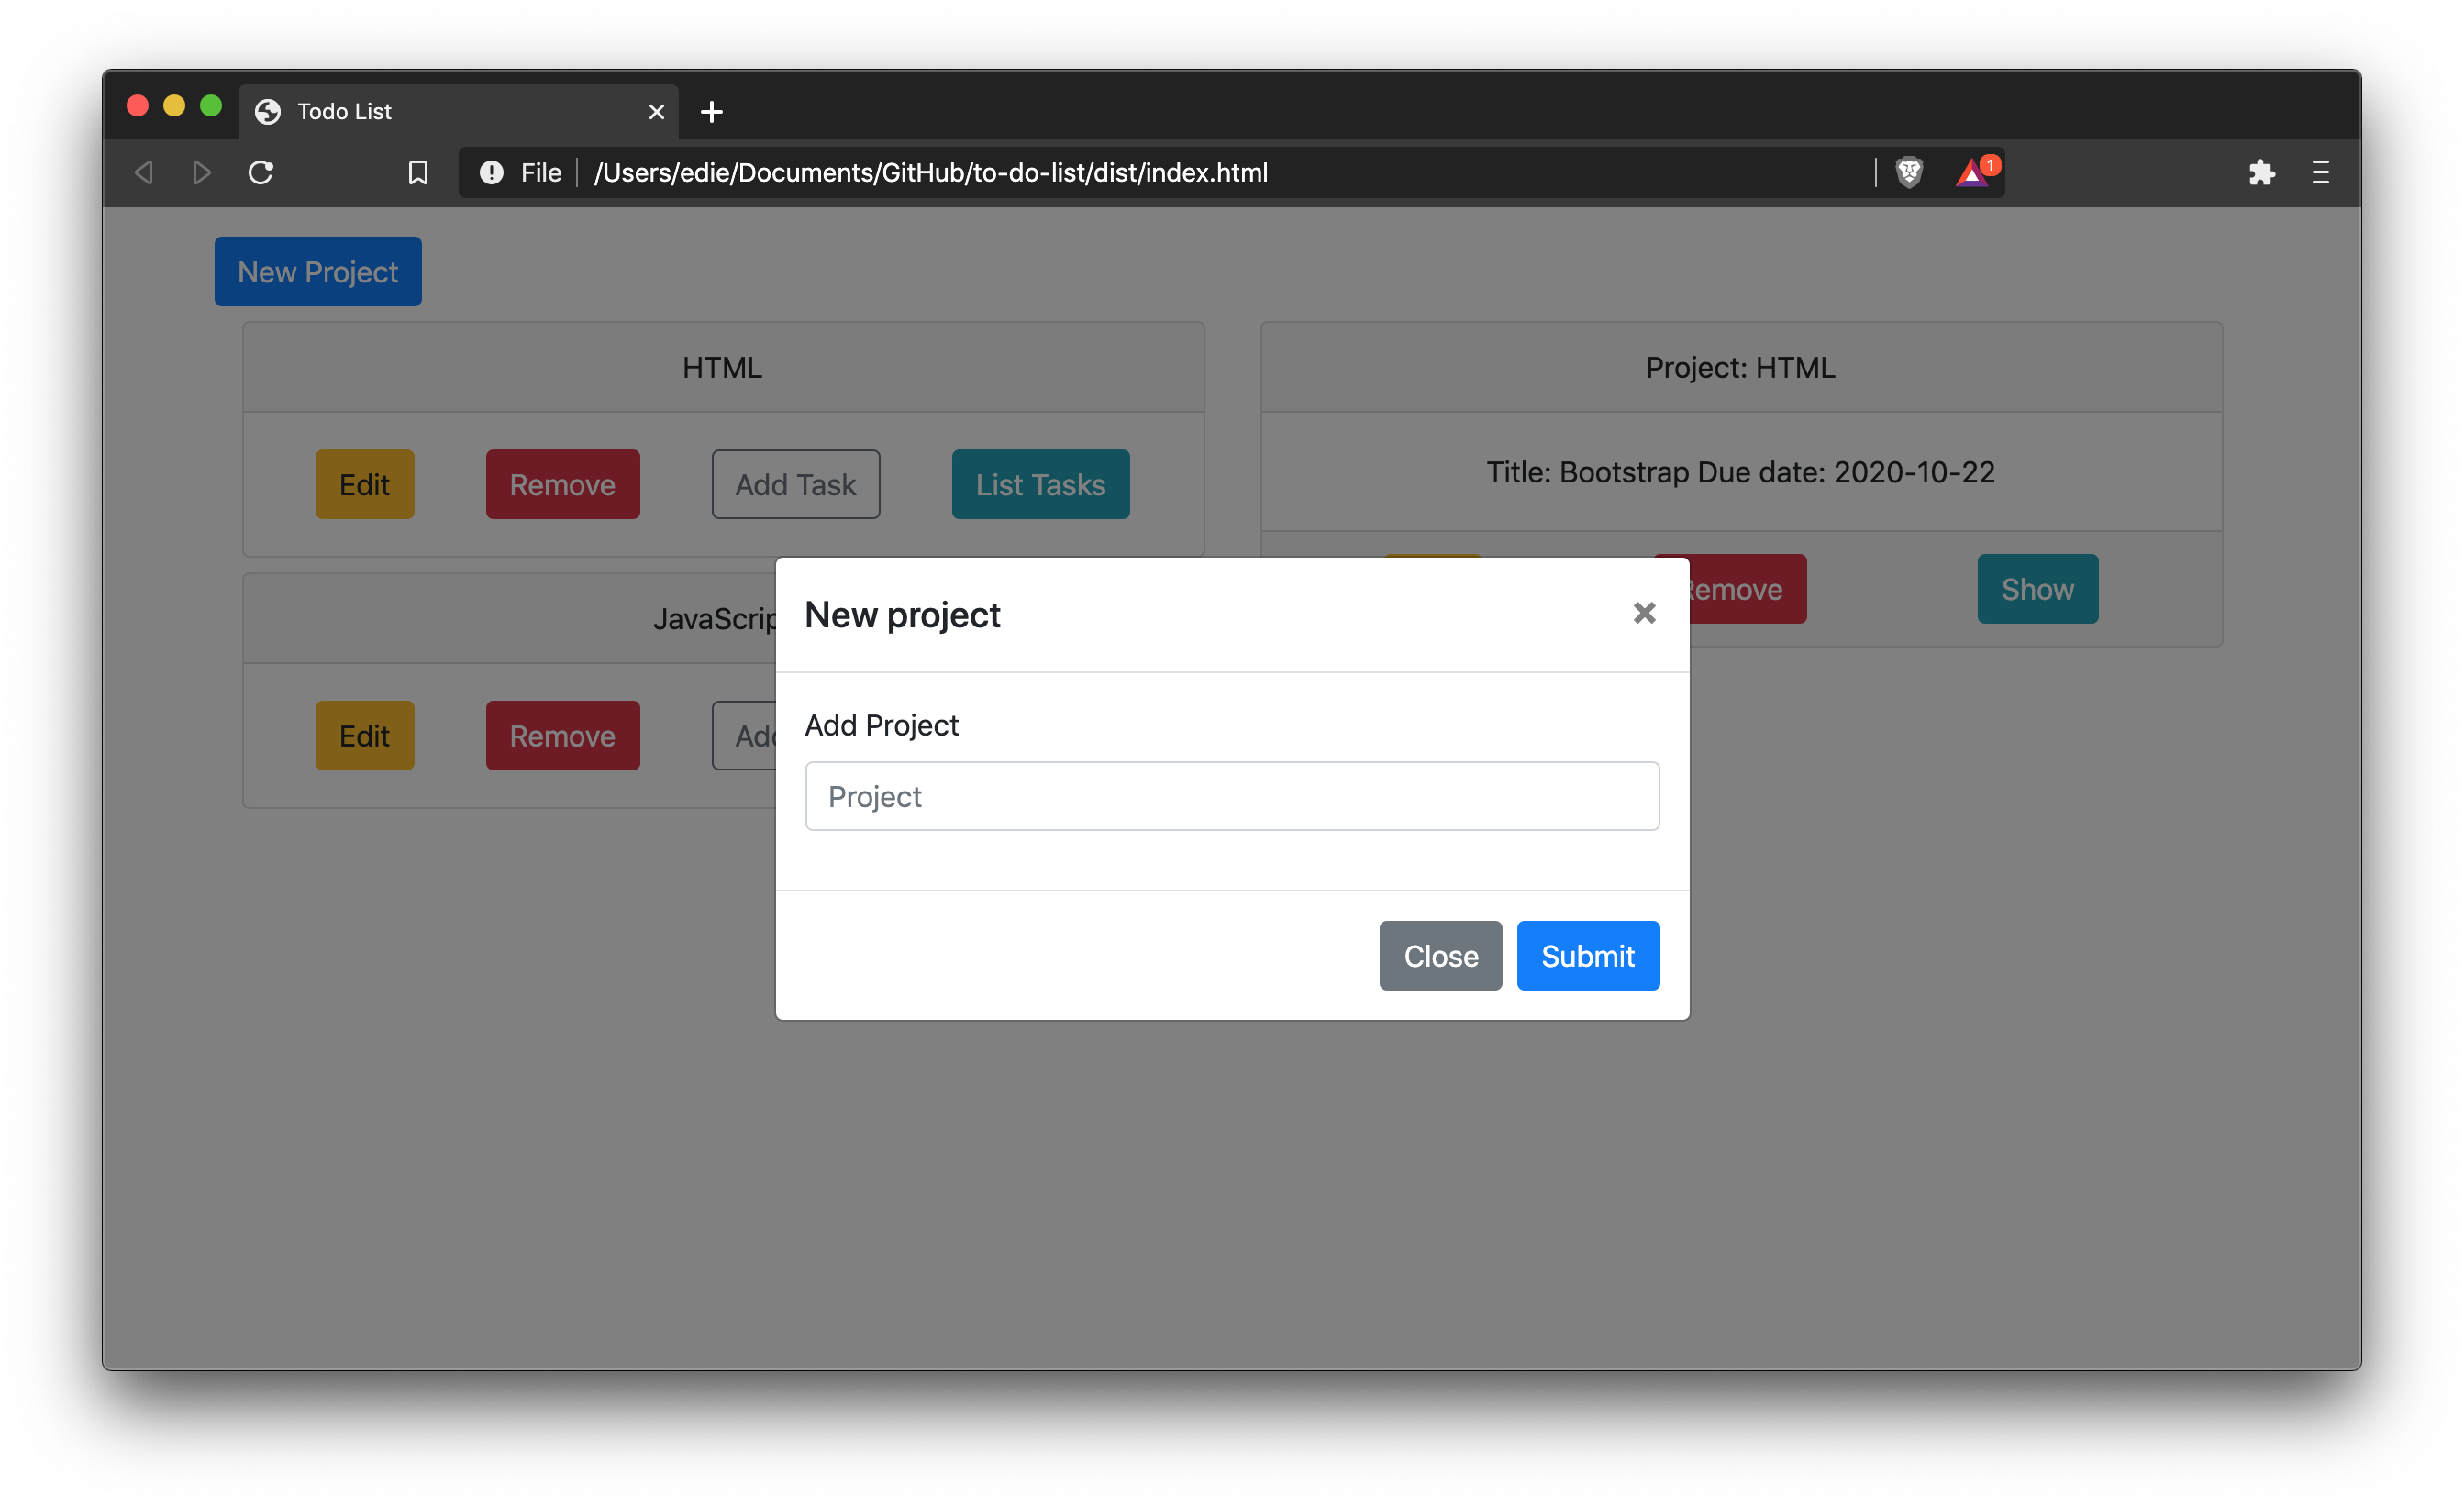 Todo List
File /Users/edie/Documents/GitHub/to-do-list/dist/index.html
1
New Project
HTML
Edit Remove Add Task List Tasks
Project: HTML
Title: Bootstrap Due date: 2020-10-22
Remove Show
JavaScrip
Edit Remove Add
New project
Add Project
Project
Close Submit